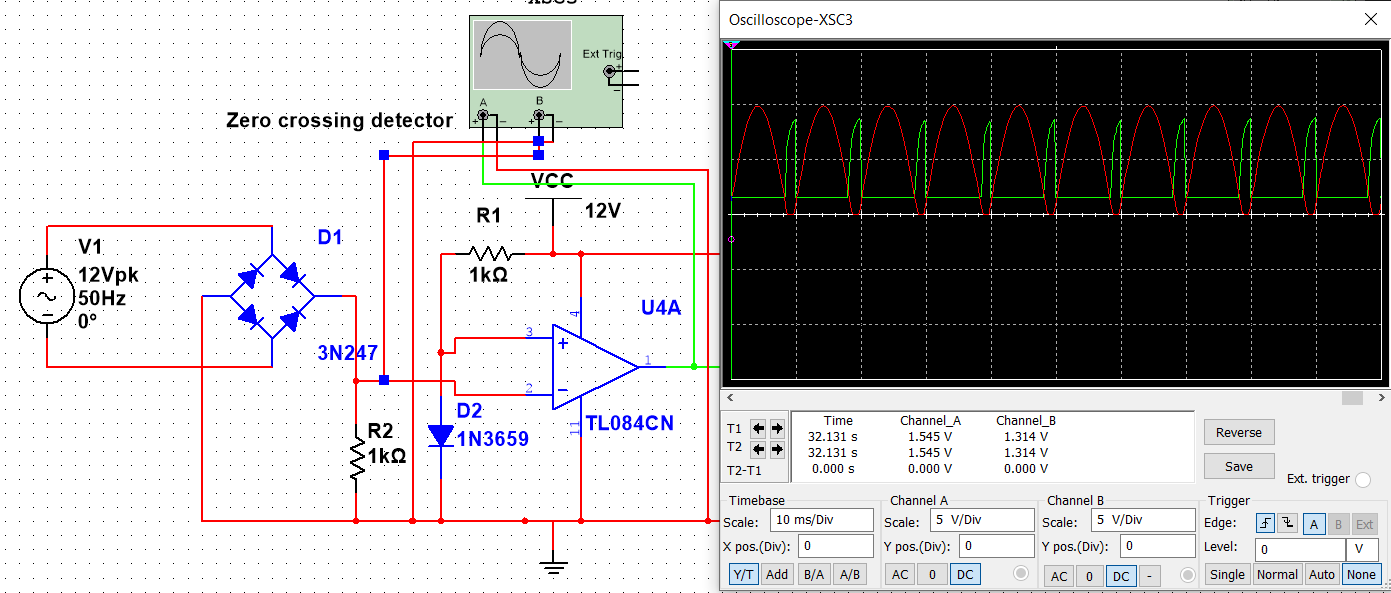 Oscilloscope-XSC3
Ext Trig
+
−
A
B
+ − + −
Zero crossing detector
VCC
12V
R1
1kΩ
V1
12Vpk
50Hz
0°
D1
3N247
U4A
4
3
2
1
11
TL084CN
D2
1N3659
R2
1kΩ
Time Channel_A Channel_B
T1 32.131 s 1.545 V 1.314 V
T2 32.131 s 1.545 V 1.314 V
T2-T1 0.000 s 0.000 V 0.000 V
Reverse
Save
Ext. trigger
Timebase
Scale: 10 ms/Div
X pos.(Div): 0
Y/T Add B/A A/B
Channel A
Scale: 5 V/Div
Y pos.(Div): 0
AC 0 DC
Channel B
Scale: 5 V/Div
Y pos.(Div): 0
AC 0 DC -
Trigger
Edge: A B Ext
Level: 0 V
Single Normal Auto None